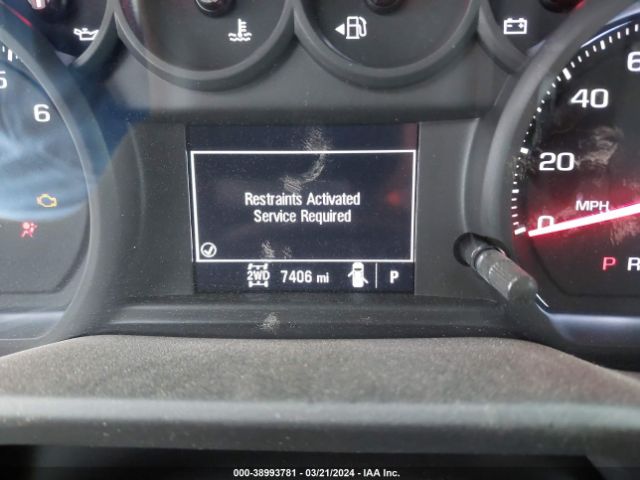 5
6
60
40
20
0
MPH
Restraints Activated
Service Required
2WD 7406 mi P
P R
000-38993781 - 03/21/2024 - IAA Inc.